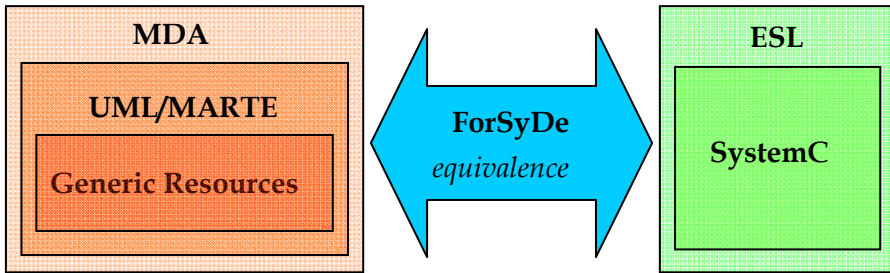 MDA
UML/MARTE
Generic Resources
ForSyDe
equivalence
ESL
SystemC